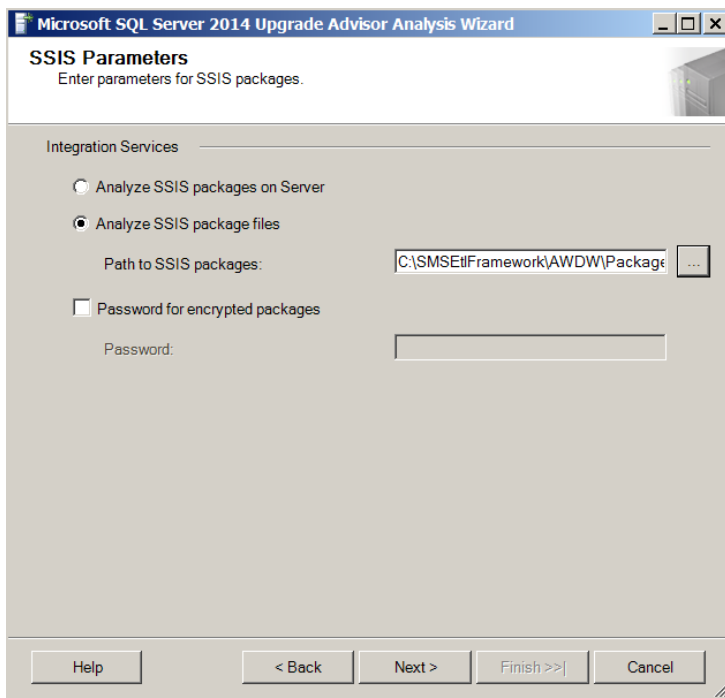 Microsoft SQL Server 2014 Upgrade Advisor Analysis Wizard
SSIS Parameters
Enter parameters for SSIS packages.
Integration Services
Analyze SSIS packages on Server
Analyze SSIS package files
Path to SSIS packages: C:\SMSEtlFramework\AWDW\Package ...
Password for encrypted packages
Password:
Help < Back Next > Finish >>| Cancel